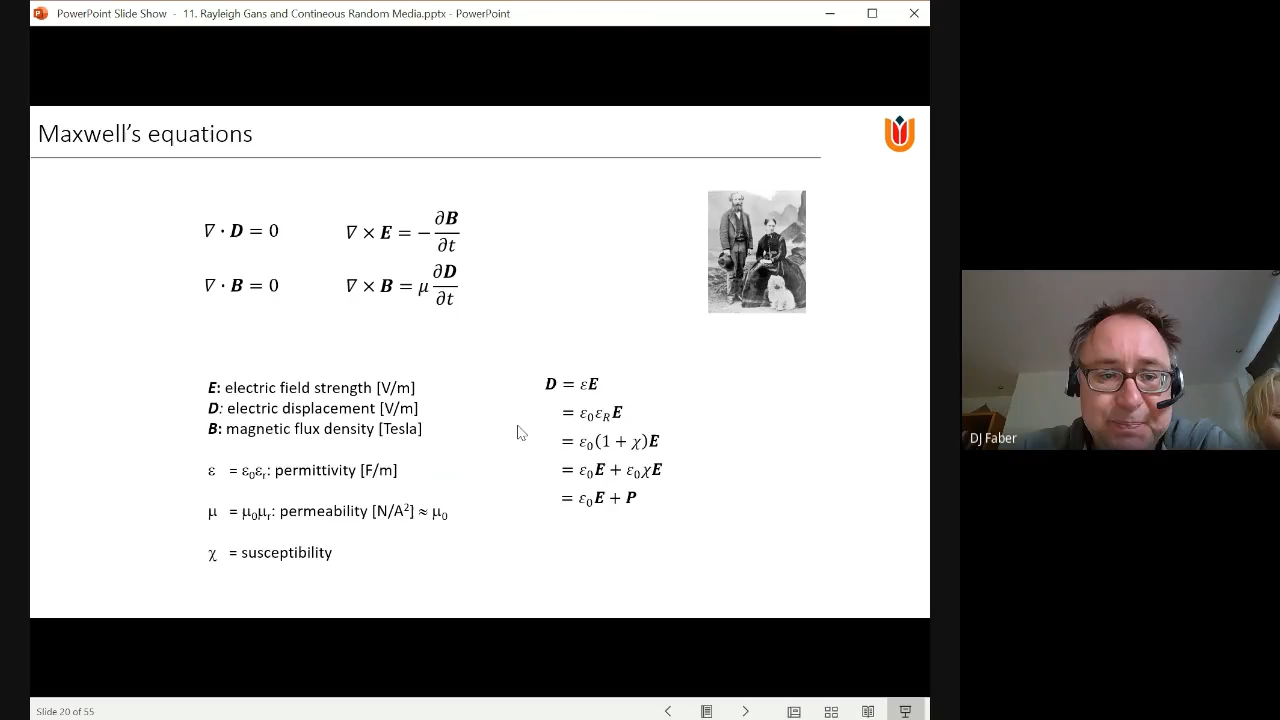 PowerPoint Slide Show - 11. Rayleigh Gans and Contineous Random Media.pptx - PowerPoint
Maxwell's equations
∇ · D = 0
∇ × E = − ∂B/∂t
∇ · B = 0
∇ × B = μ ∂D/∂t
E: electric field strength [V/m]
D: electric displacement [V/m]
B: magnetic flux density [Tesla]
ε = ε₀εᵣ: permittivity [F/m]
μ = μ₀μᵣ: permeability [N/A²] ≈ μ₀
χ = susceptibility
D = εE
= ε₀ε_R E
= ε₀(1 + χ)E
= ε₀E + ε₀χE
= ε₀E + P
DJ Faber
Slide 20 of 55